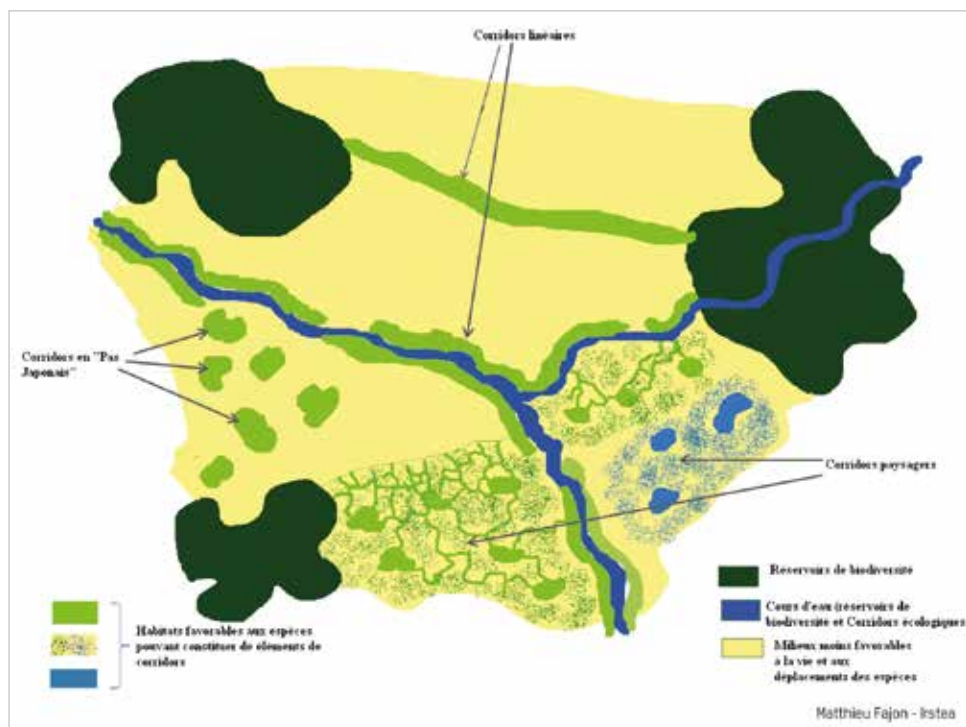 Corridors linéaires
Corridors en "Pas
Japonais"
Corridors paysagers
Habitats favorables aux espèces
pouvant constituer de éléments de
corridors
Réservoirs de biodiversité
Cours d'eau (réservoirs de
biodiversité et Corridors écologiques
Milieux moins favorables
à la vie et aux
déplacements des espèces
Matthieu Fajon - Irstea